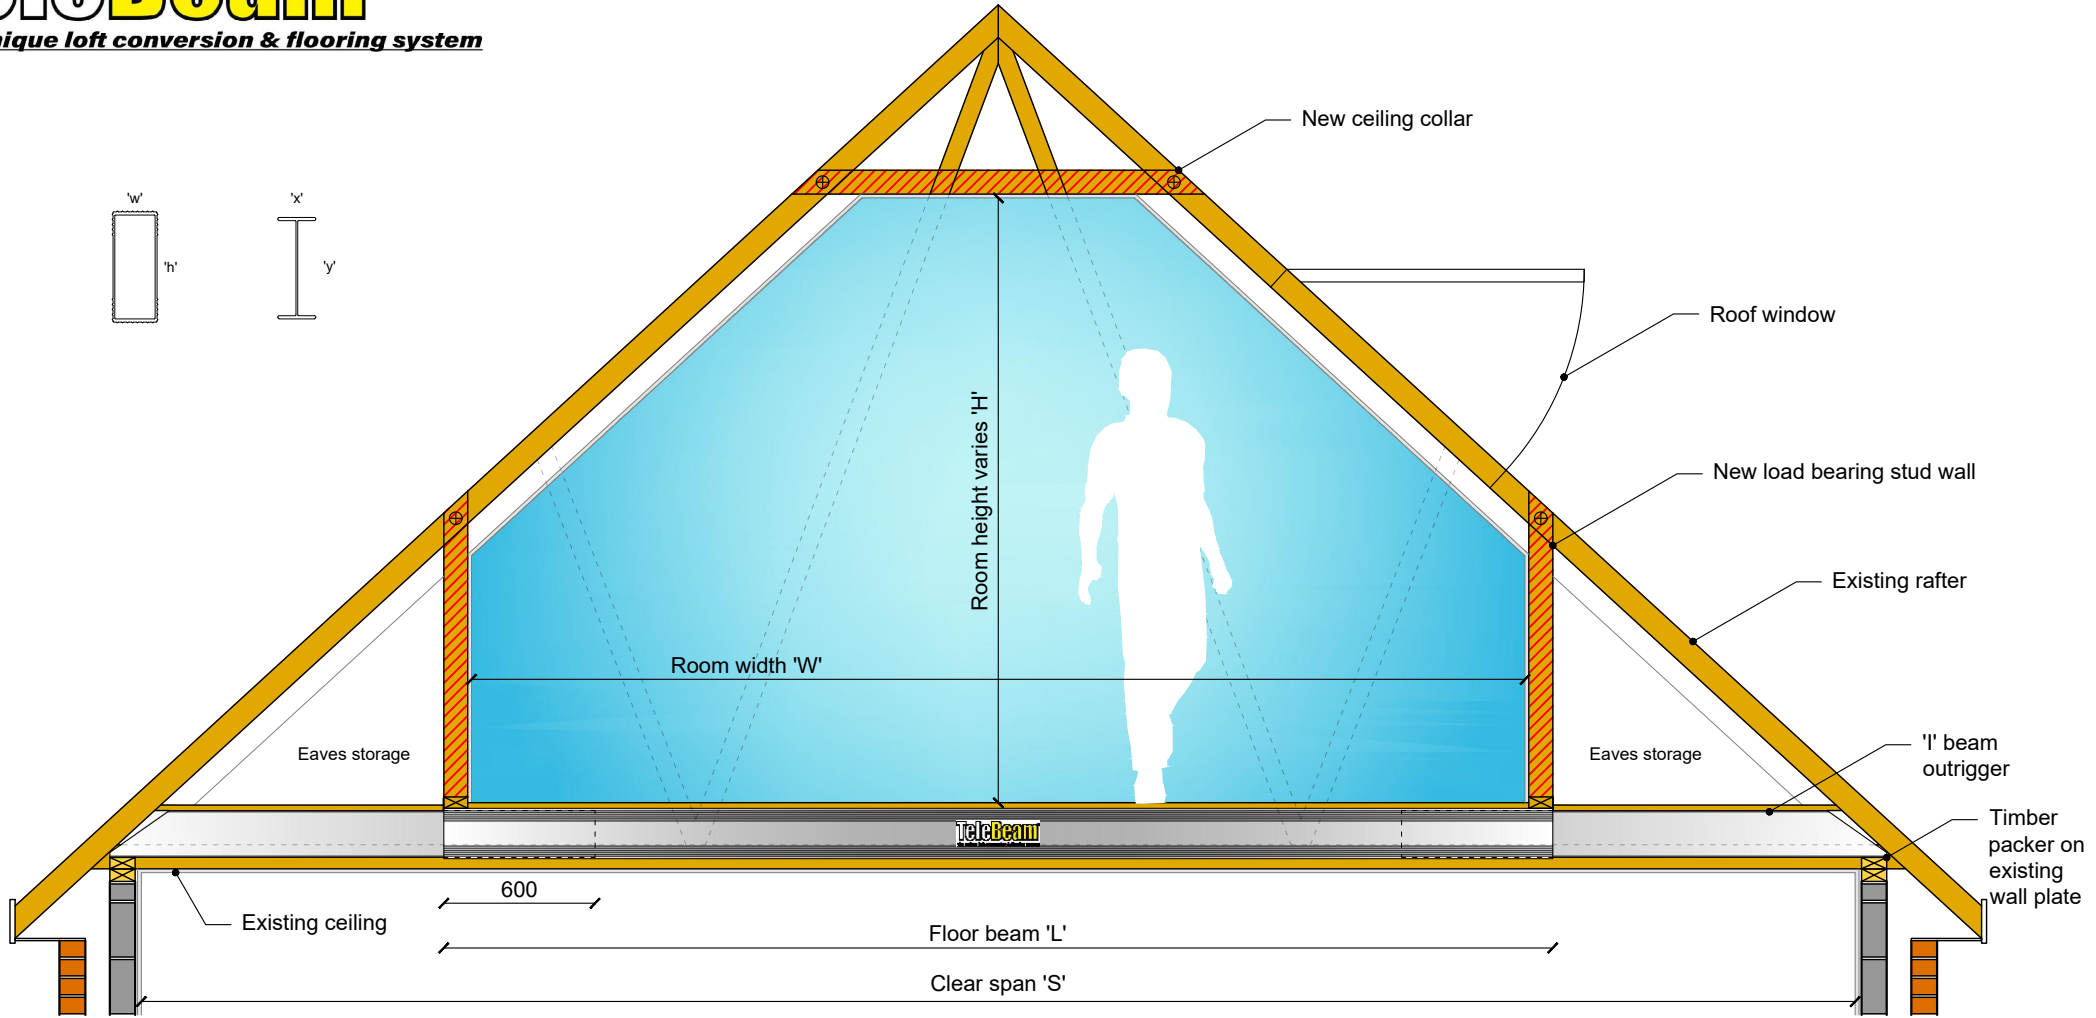 Beam
unique loft conversion & flooring system
New ceiling collar
'w'
'x'
'h'
'y'
Roof window
Room height varies 'H'
New load bearing stud wall
Existing rafter
Room width 'W'
Eaves storage
Eaves storage
'I' beam
outrigger
TeleBeam
Timber
packer on
existing
wall plate
600
Existing ceiling
Floor beam 'L'
Clear span 'S'